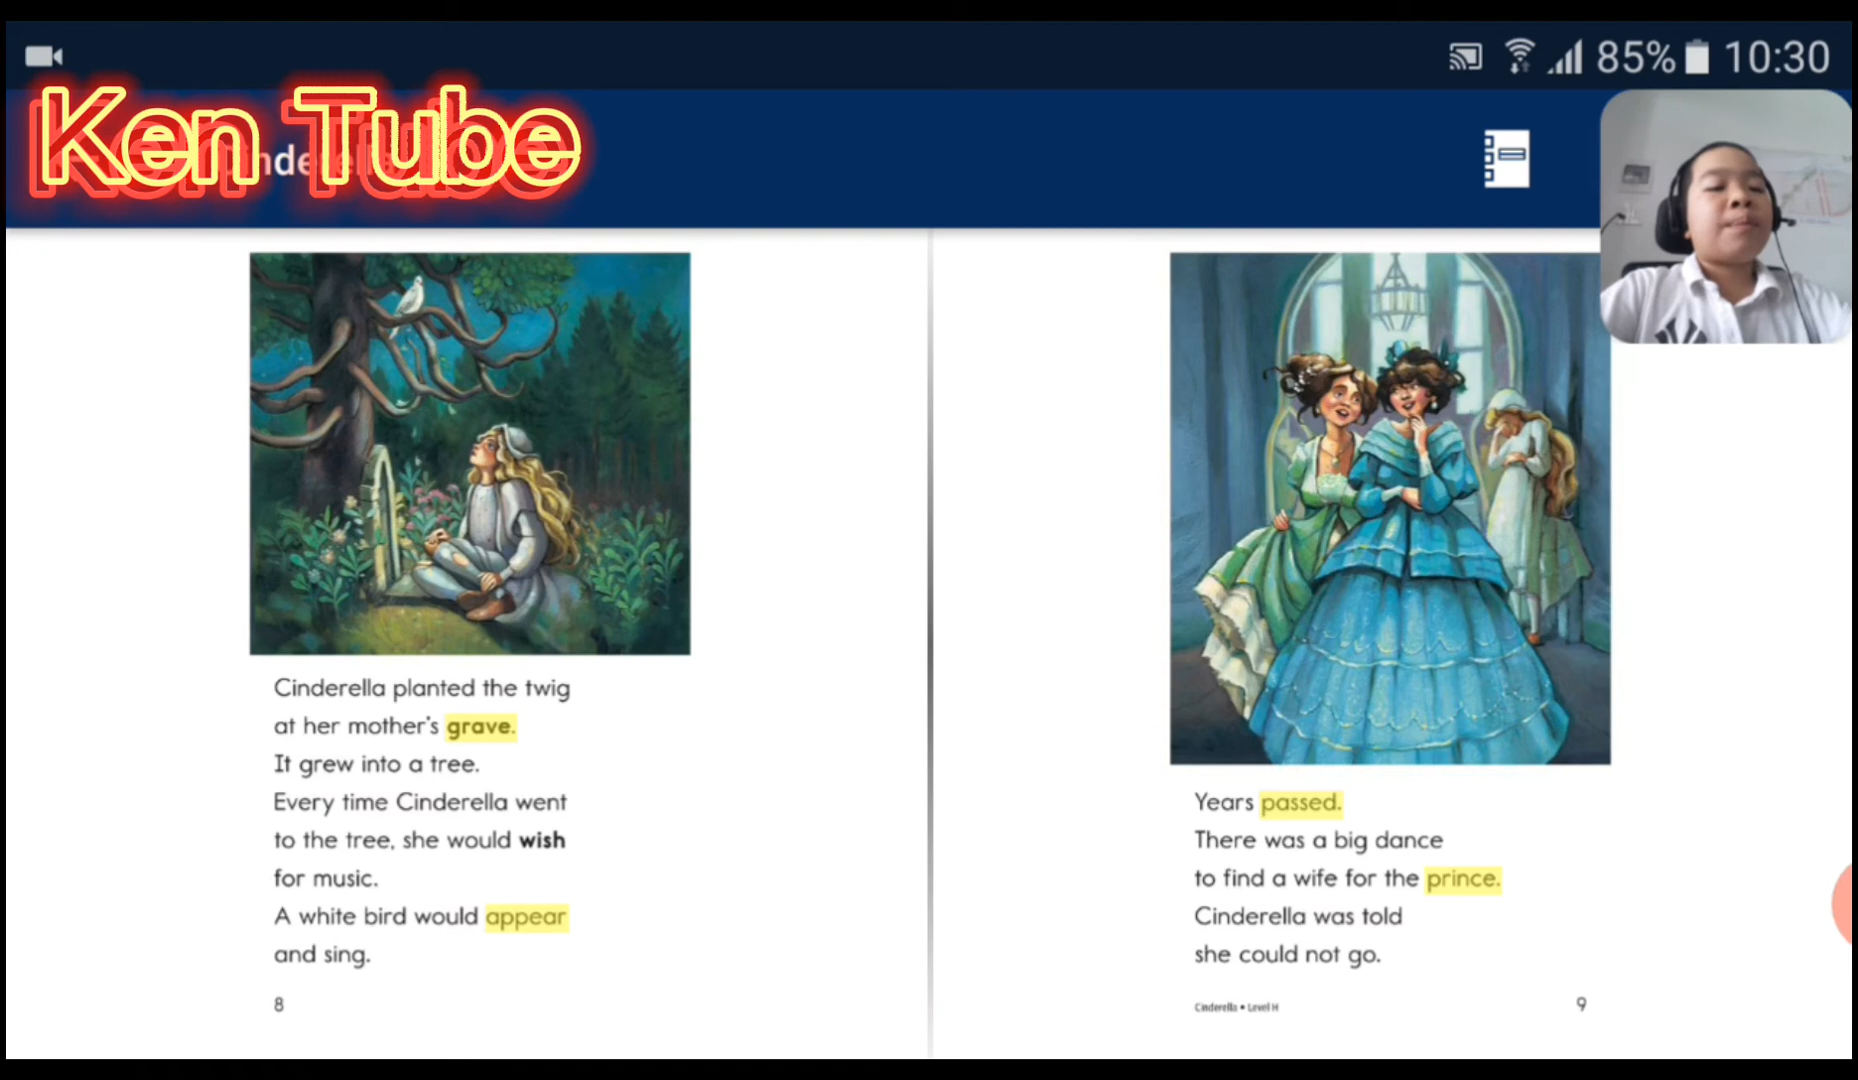 85% 10:30
Ken Tube
Cinderella
Cinderella planted the twig
at her mother's grave.
It grew into a tree.
Every time Cinderella went
to the tree, she would wish
for music.
A white bird would appear
and sing.
8
Years passed.
There was a big dance
to find a wife for the prince.
Cinderella was told
she could not go.
Cinderella • Level H
9